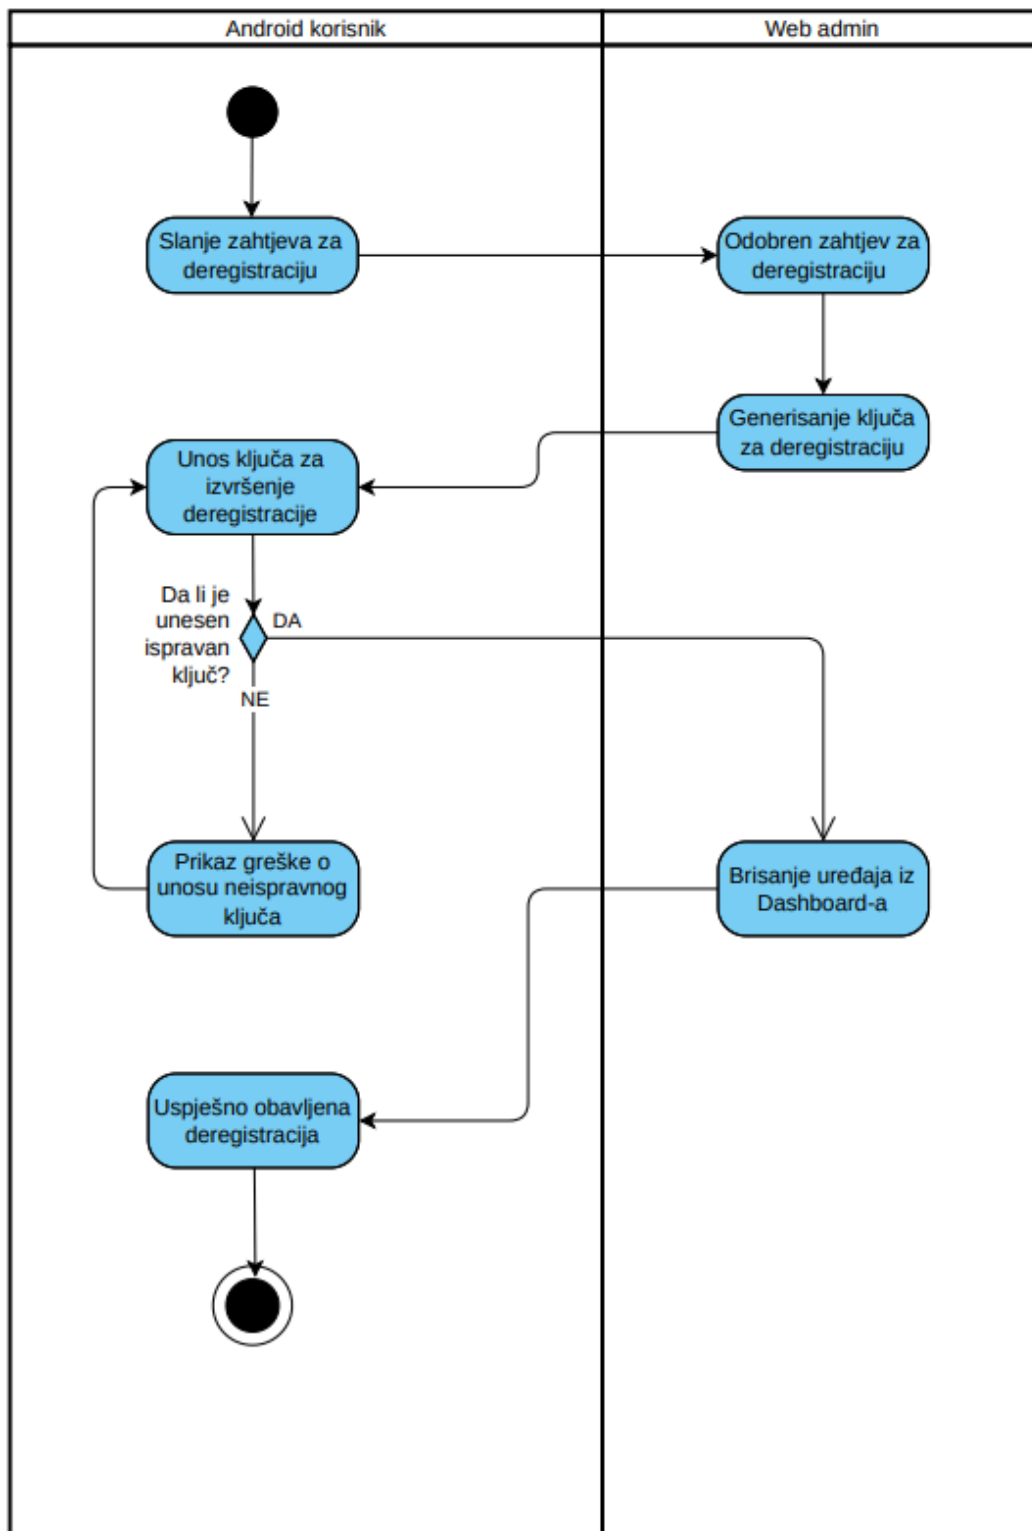 Android korisnik
Web admin
Slanje zahtjeva za
deregistraciju
Odobren zahtjev za
deregistraciju
Generisanje ključa
za deregistraciju
Unos ključa za
izvršenje
deregistracije
Da li je
unesen
ispravan
ključ?
DA
NE
Prikaz greške o
unosu neispravnog
ključa
Brisanje uređaja iz
Dashboard-a
Uspješno obavljena
deregistracija